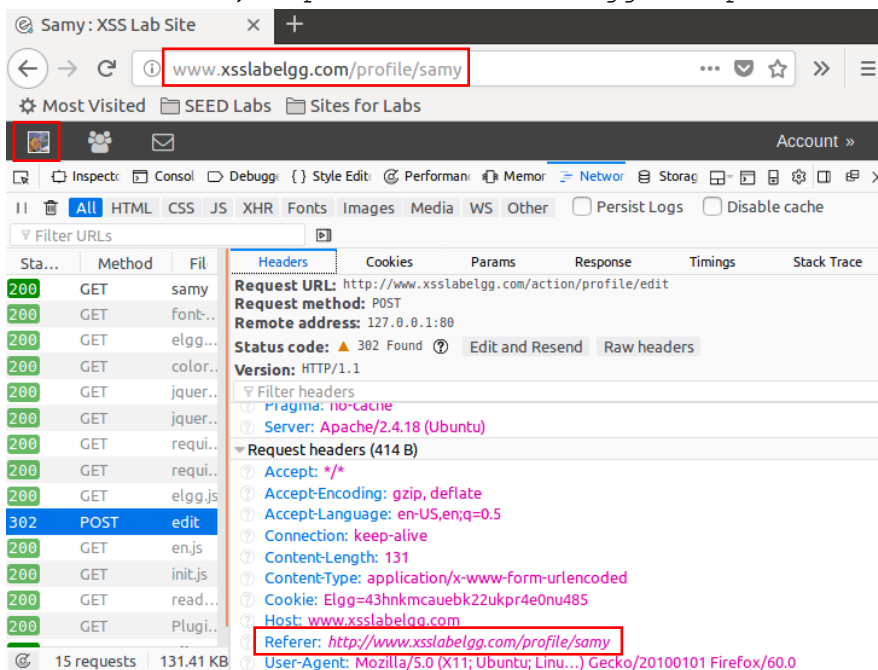 Samy : XSS Lab Site
www.xsslabelgg.com/profile/samy
Most Visited SEED Labs Sites for Labs
Account »
Inspectc Consol Debugg Style Edit Performan Memor Networ Storag
All HTML CSS JS XHR Fonts Images Media WS Other Persist Logs Disable cache
Filter URLs
Sta... Method Fil Headers Cookies Params Response Timings Stack Trace
200 GET samy
200 GET font-..
200 GET elgg...
200 GET color..
200 GET jquer..
200 GET jquer..
200 GET requi..
200 GET requi..
200 GET elgg.js
302 POST edit
200 GET en.js
200 GET init.js
200 GET read...
200 GET Plugi..
15 requests 131.41 KB
Request URL: http://www.xsslabelgg.com/action/profile/edit
Request method: POST
Remote address: 127.0.0.1:80
Status code: 302 Found Edit and Resend Raw headers
Version: HTTP/1.1
Filter headers
Pragma: no-cache
Server: Apache/2.4.18 (Ubuntu)
Request headers (414 B)
Accept: */*
Accept-Encoding: gzip, deflate
Accept-Language: en-US,en;q=0.5
Connection: keep-alive
Content-Length: 131
Content-Type: application/x-www-form-urlencoded
Cookie: Elgg=43hnkmcauebk22ukpr4e0nu485
Host: www.xsslabelgg.com
Referer: http://www.xsslabelgg.com/profile/samy
User-Agent: Mozilla/5.0 (X11; Ubuntu; Linu...) Gecko/20100101 Firefox/60.0